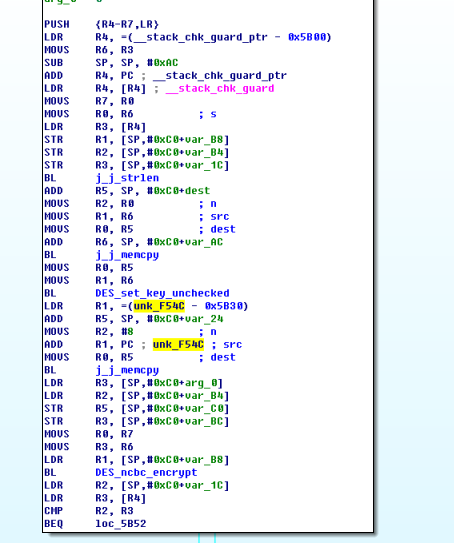 PUSH {R4-R7,LR}
LDR R4, =(__stack_chk_guard_ptr - 0x5B00)
MOVS R6, R3
SUB SP, SP, #0xAC
ADD R4, PC ; __stack_chk_guard_ptr
LDR R4, [R4] ; __stack_chk_guard
MOVS R7, R0
MOVS R0, R6 ; s
LDR R3, [R4]
STR R1, [SP,#0xC0+var_B8]
STR R2, [SP,#0xC0+var_B4]
STR R3, [SP,#0xC0+var_1C]
BL j_j_strlen
ADD R5, SP, #0xC0+dest
MOVS R2, R0 ; n
MOVS R1, R6 ; src
MOVS R0, R5 ; dest
ADD R6, SP, #0xC0+var_AC
BL j_j_memcpy
MOVS R0, R5
MOVS R1, R6
BL DES_set_key_unchecked
LDR R1, =(unk_F54C - 0x5B30)
ADD R5, SP, #0xC0+var_24
MOVS R2, #8 ; n
ADD R1, PC ; unk_F54C ; src
MOVS R0, R5 ; dest
BL j_j_memcpy
LDR R3, [SP,#0xC0+arg_0]
LDR R2, [SP,#0xC0+var_B4]
STR R5, [SP,#0xC0+var_C0]
STR R3, [SP,#0xC0+var_BC]
MOVS R0, R7
MOVS R3, R6
LDR R1, [SP,#0xC0+var_B8]
BL DES_ncbc_encrypt
LDR R2, [SP,#0xC0+var_1C]
LDR R3, [R4]
CMP R2, R3
BEQ loc_5B52